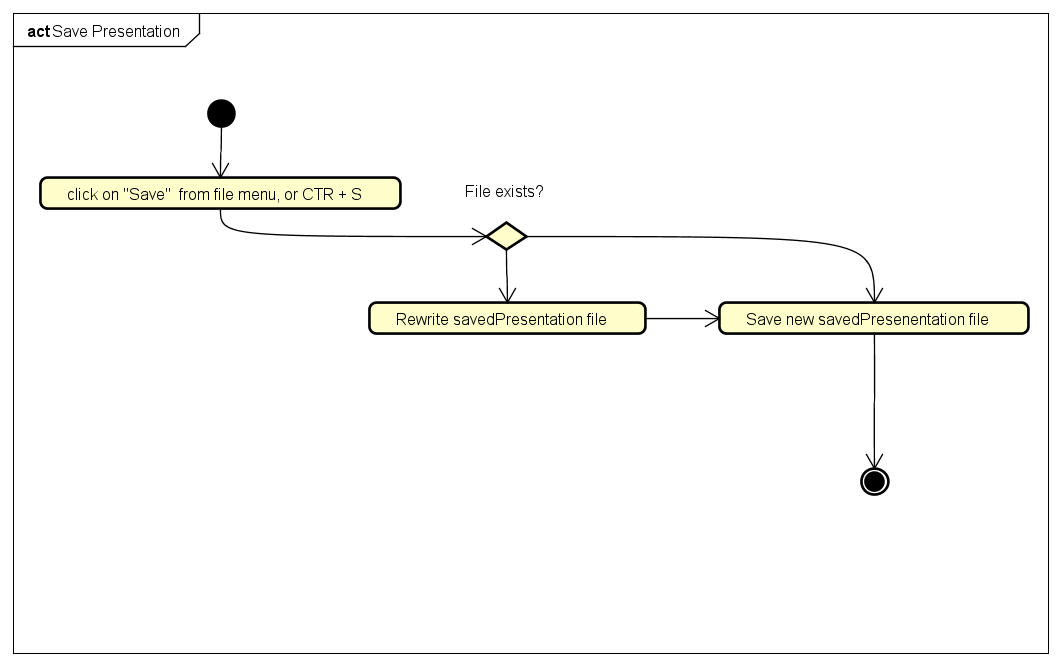 act Save Presentation
click on "Save" from file menu, or CTR + S
File exists?
Rewrite savedPresentation file
Save new savedPresenentation file